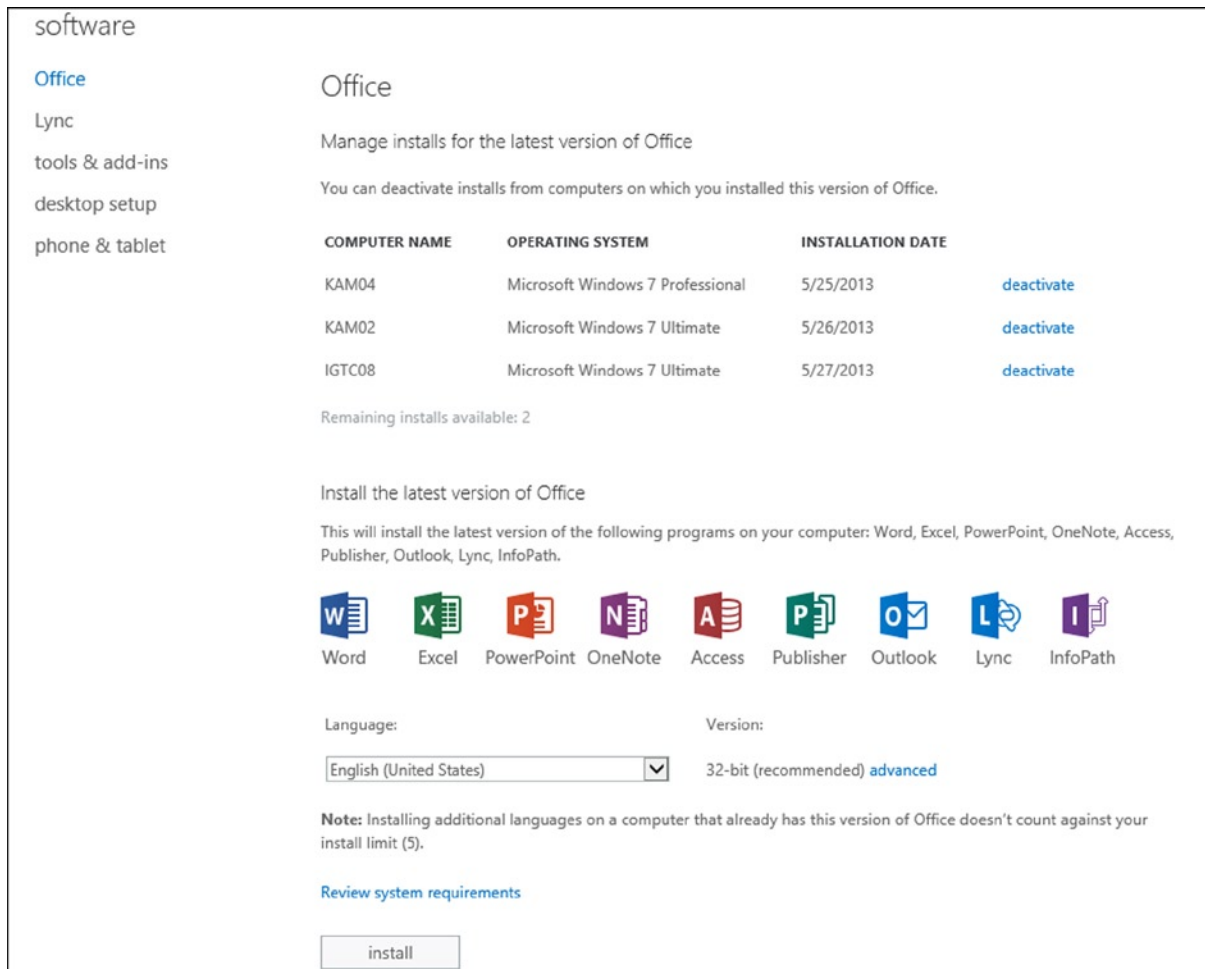 software
Office
Lync
tools & add-ins
desktop setup
phone & tablet
Office
Manage installs for the latest version of Office
You can deactivate installs from computers on which you installed this version of Office.
COMPUTER NAME OPERATING SYSTEM INSTALLATION DATE
KAM04 Microsoft Windows 7 Professional 5/25/2013 deactivate
KAM02 Microsoft Windows 7 Ultimate 5/26/2013 deactivate
IGTC08 Microsoft Windows 7 Ultimate 5/27/2013 deactivate
Remaining installs available: 2
Install the latest version of Office
This will install the latest version of the following programs on your computer: Word, Excel, PowerPoint, OneNote, Access,
Publisher, Outlook, Lync, InfoPath.
W X P N A P O L I
Word Excel PowerPoint OneNote Access Publisher Outlook Lync InfoPath
Language: Version:
English (United States) 32-bit (recommended) advanced
Note: Installing additional languages on a computer that already has this version of Office doesn't count against your
install limit (5).
Review system requirements
install